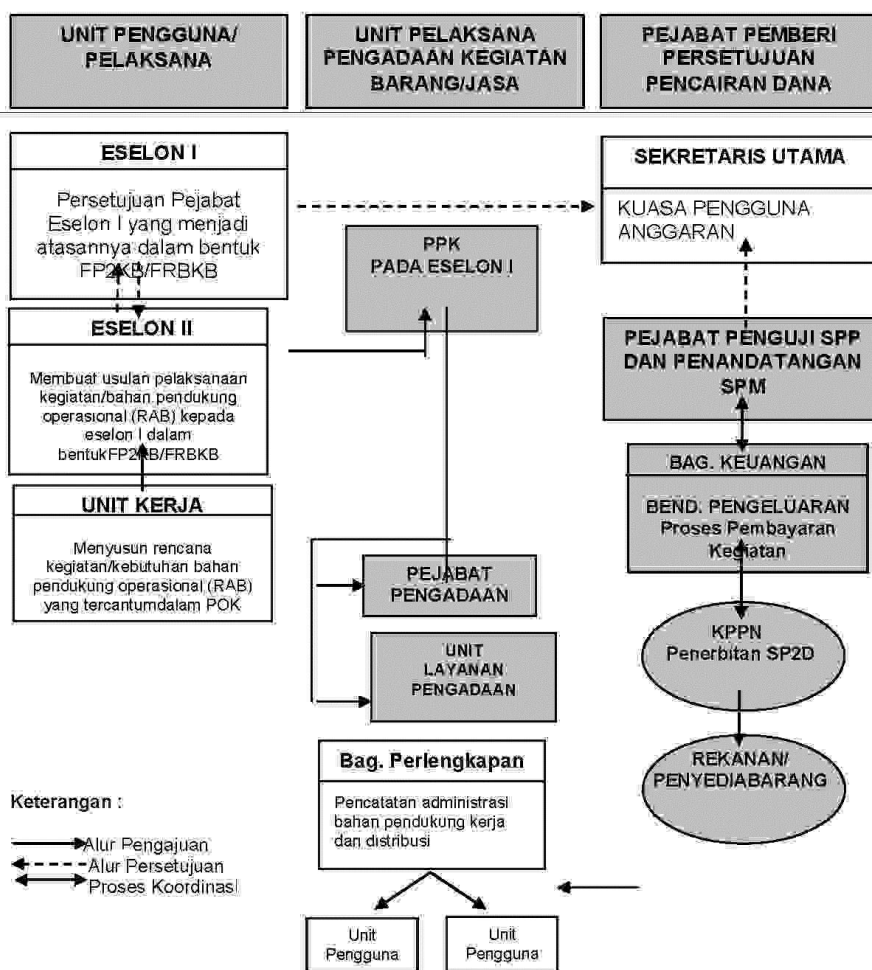 UNIT PENGGUNA/
PELAKSANA
UNIT PELAKSANA
PENGADAAN KEGIATAN
BARANG/JASA
PEJABAT PEMBERI
PERSETUJUAN
PENCAIRAN DANA
ESELON I
Persetujuan Pejabat
Eselon I yang menjadi
atasannya dalam bentuk
FP2KB/FRBKB
ESELON II
Membuat usulan pelaksanaan
kegiatan/bahan pendukung
operasional (RAB) kepada
eselon I dalam
bentukFP2KB/FRBKB
UNIT KERJA
Menyusun rencana
kegiatan/kebutuhan bahan
pendukung operasional (RAB)
yang tercantumdalam POK
PPK
PADA ESELON I
PEJABAT
PENGADAAN
UNIT
LAYANAN
PENGADAAN
Bag. Perlengkapan
Pencatatan administrasi
bahan pendukung kerja
dan distribusi
Unit
Pengguna
Unit
Pengguna
SEKRETARIS UTAMA
KUASA PENGGUNA
ANGGARAN
PEJABAT PENGUJI SPP
DAN PENANDATANGAN
SPM
BAG. KEUANGAN
BEND. PENGELUARAN
Proses Pembayaran
Kegiatan
KPPN
Penerbitan SP2D
REKANAN/
PENYEDIABARANG
Keterangan :
Alur Pengajuan
Alur Persetujuan
Proses Koordinasi